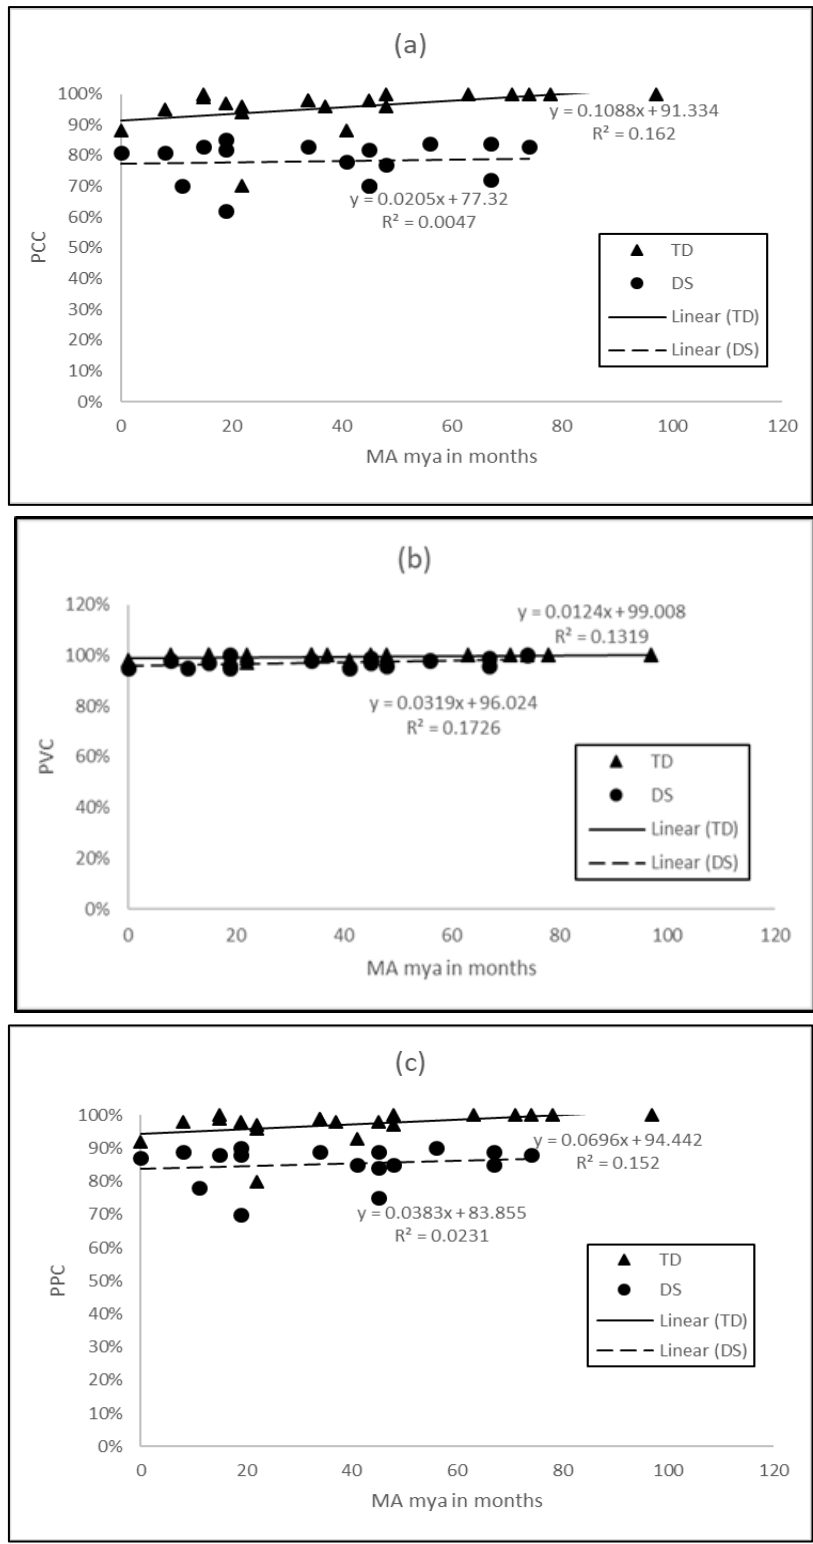 (a)
100%
90%
80%
70%
60%
50%
40%
30%
20%
10%
0%
PCC
y = 0.1088x + 91.334
R² = 0.162
y = 0.0205x + 77.32
R² = 0.0047
TD
DS
Linear (TD)
Linear (DS)
0 20 40 60 80 100 120
MA mya in months
(b)
120%
100%
80%
60%
40%
20%
0%
PVC
y = 0.0124x + 99.008
R² = 0.1319
y = 0.0319x + 96.024
R² = 0.1726
TD
DS
Linear (TD)
Linear (DS)
0 20 40 60 80 100 120
MA mya in months
(c)
100%
90%
80%
70%
60%
50%
40%
30%
20%
10%
0%
PPC
y = 0.0696x + 94.442
R² = 0.152
y = 0.0383x + 83.855
R² = 0.0231
TD
DS
Linear (TD)
Linear (DS)
0 20 40 60 80 100 120
MA mya in months